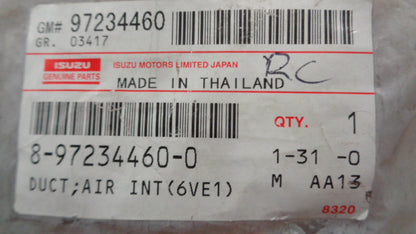 GM# 97234460
GR. 03417
ISUZU
GENUINE PARTS
ISUZU MOTORS LIMITED JAPAN
MADE IN THAILAND
RC
QTY. 1
8-97234460-0
1-31 -0
DUCT;AIR INT(6VE1)
M AA13
8320